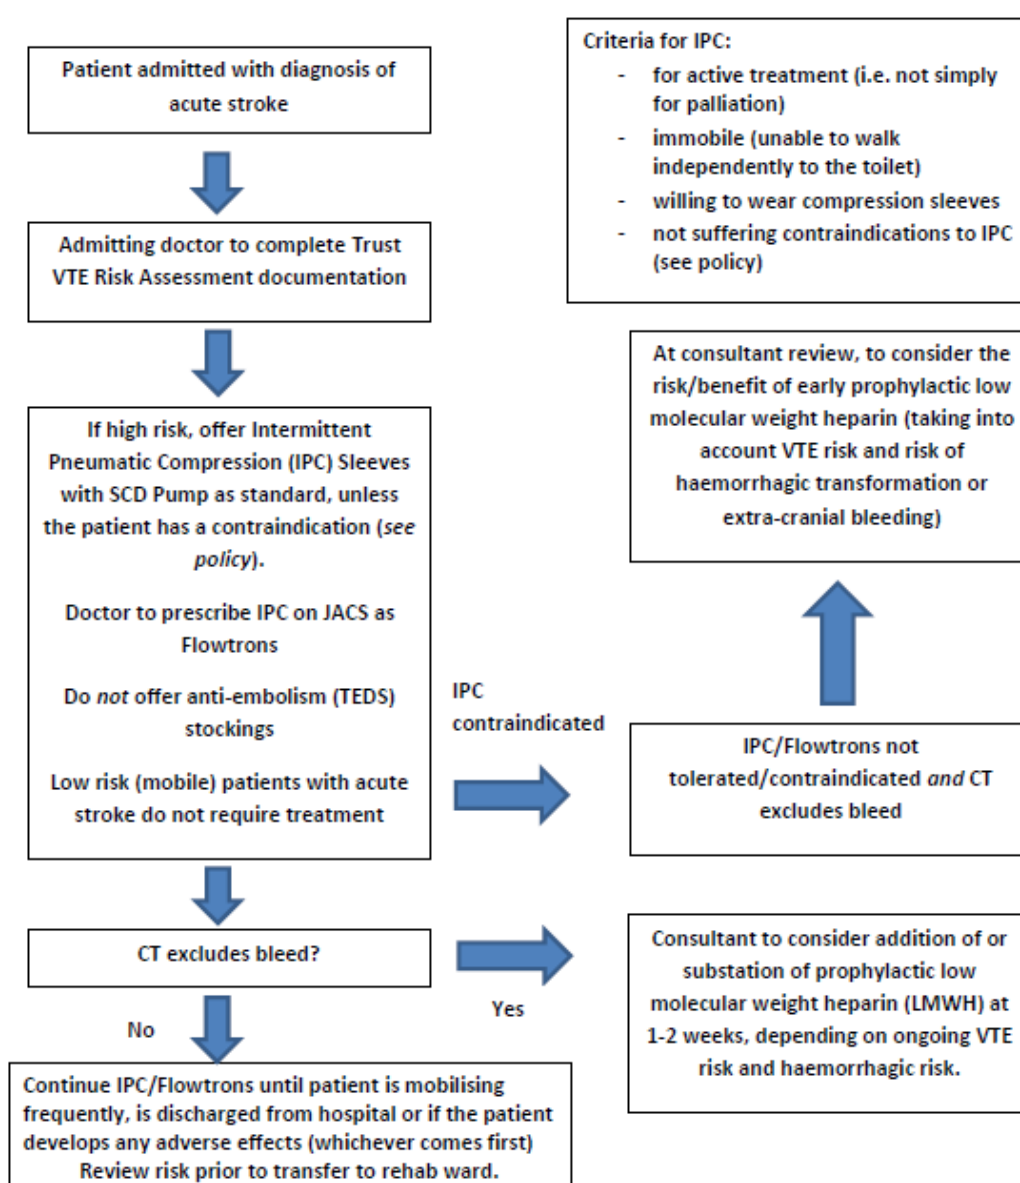 Patient admitted with diagnosis of
acute stroke
Admitting doctor to complete Trust
VTE Risk Assessment documentation
If high risk, offer Intermittent
Pneumatic Compression (IPC) Sleeves
with SCD Pump as standard, unless
the patient has a contraindication (see
policy).
Doctor to prescribe IPC on JACS as
Flowtrons
Do not offer anti-embolism (TEDS)
stockings
Low risk (mobile) patients with acute
stroke do not require treatment
CT excludes bleed?
No
Yes
Continue IPC/Flowtrons until patient is mobilising
frequently, is discharged from hospital or if the patient
develops any adverse effects (whichever comes first)
Review risk prior to transfer to rehab ward.
Criteria for IPC:
- for active treatment (i.e. not simply
for palliation)
- immobile (unable to walk
independently to the toilet)
- willing to wear compression sleeves
- not suffering contraindications to IPC
(see policy)
At consultant review, to consider the
risk/benefit of early prophylactic low
molecular weight heparin (taking into
account VTE risk and risk of
haemorrhagic transformation or
extra-cranial bleeding)
IPC
contraindicated
IPC/Flowtrons not
tolerated/contraindicated and CT
excludes bleed
Consultant to consider addition of or
substation of prophylactic low
molecular weight heparin (LMWH) at
1-2 weeks, depending on ongoing VTE
risk and haemorrhagic risk.